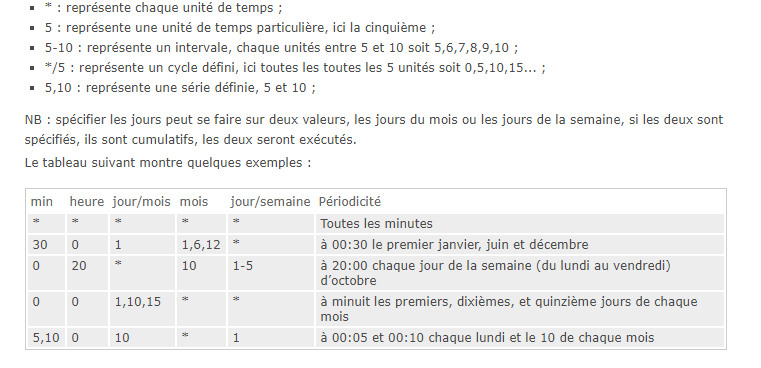 * : représente chaque unité de temps ;
5 : représente une unité de temps particulière, ici la cinquième ;
5-10 : représente un intervale, chaque unités entre 5 et 10 soit 5,6,7,8,9,10 ;
*/5 : représente un cycle défini, ici toutes les toutes les 5 unités soit 0,5,10,15... ;
5,10 : représente une série définie, 5 et 10 ;
NB : spécifier les jours peut se faire sur deux valeurs, les jours du mois ou les jours de la semaine, si les deux sont
spécifiés, ils sont cumulatifs, les deux seront exécutés.
Le tableau suivant montre quelques exemples :
min heure jour/mois mois jour/semaine Périodicité
* * * * * Toutes les minutes
30 0 1 1,6,12 * à 00:30 le premier janvier, juin et décembre
0 20 * 10 1-5 à 20:00 chaque jour de la semaine (du lundi au vendredi)
d’octobre
0 0 1,10,15 * * à minuit les premiers, dixièmes, et quinzième jours de chaque
mois
5,10 0 10 * 1 à 00:05 et 00:10 chaque lundi et le 10 de chaque mois